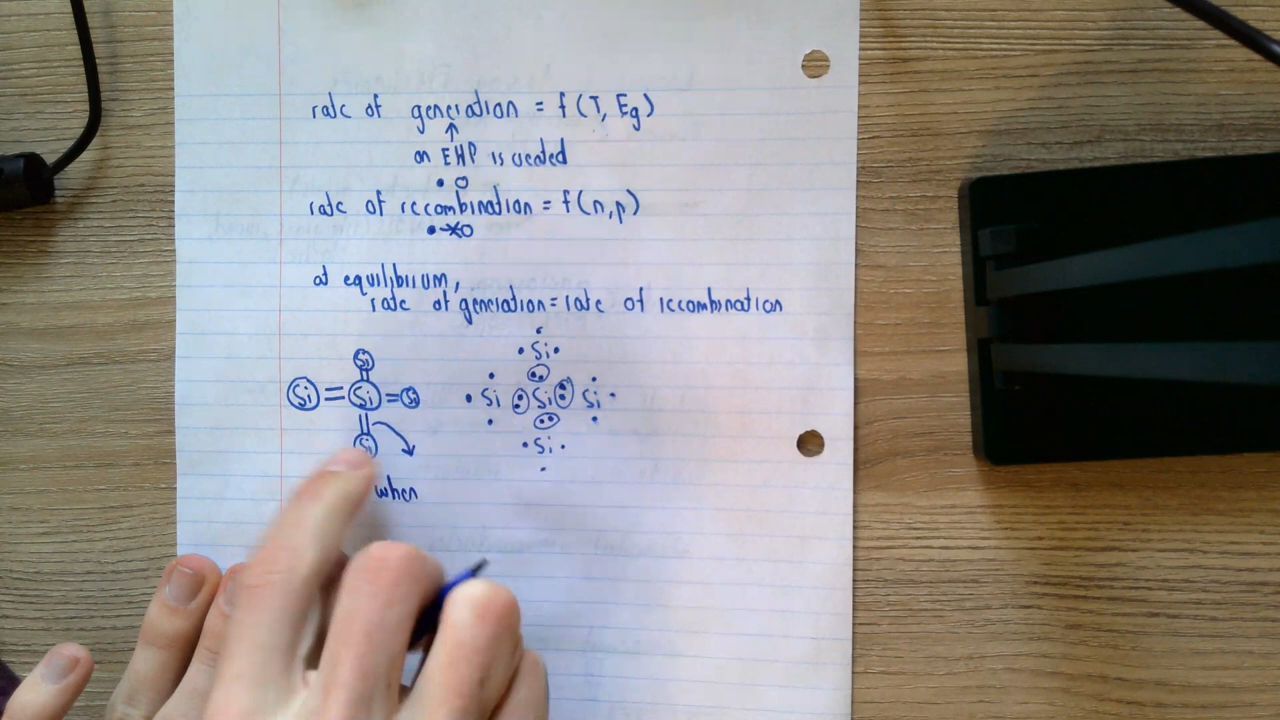 rate of generation = f(T, Eg)
↑
an EHP is created
• o
rate of recombination = f(n,p)
at equilibrium,
rate of generation = rate of recombination
Si
Si = Si = Si
Si
Si
Si Si Si
Si
when